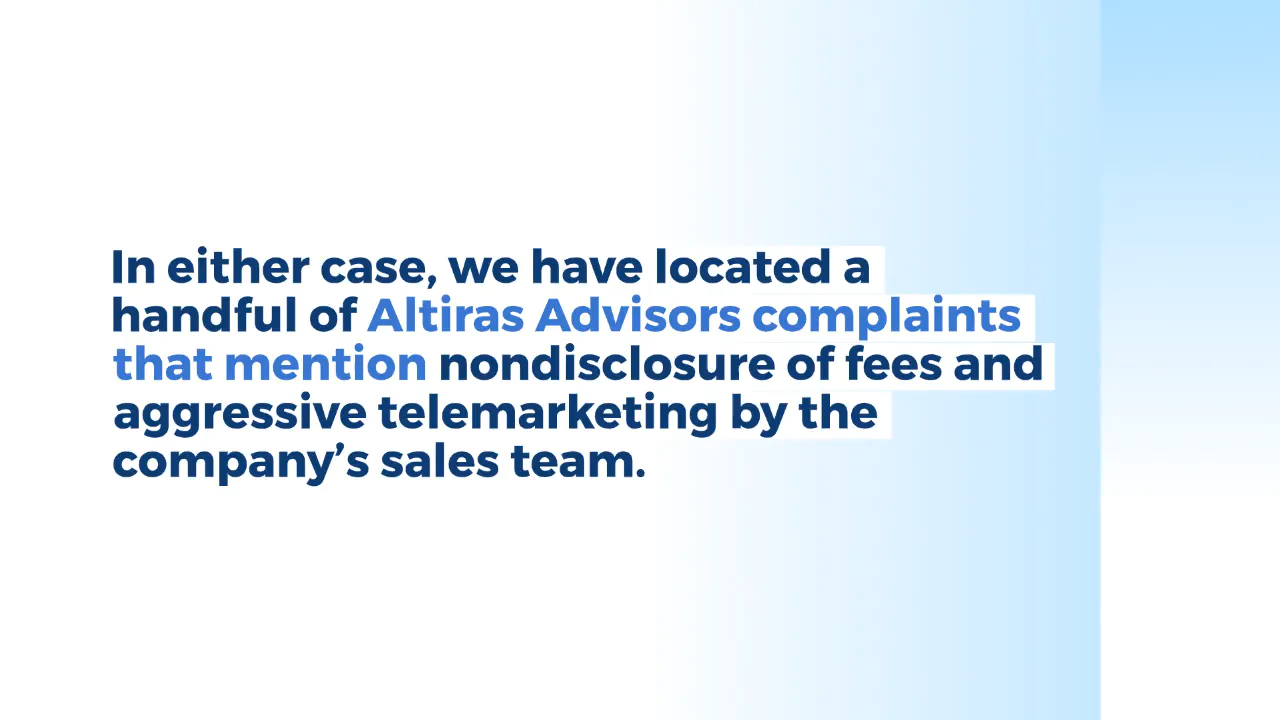 In either case, we have located a
handful of Altiras Advisors complaints
that mention nondisclosure of fees and
aggressive telemarketing by the
company’s sales team.